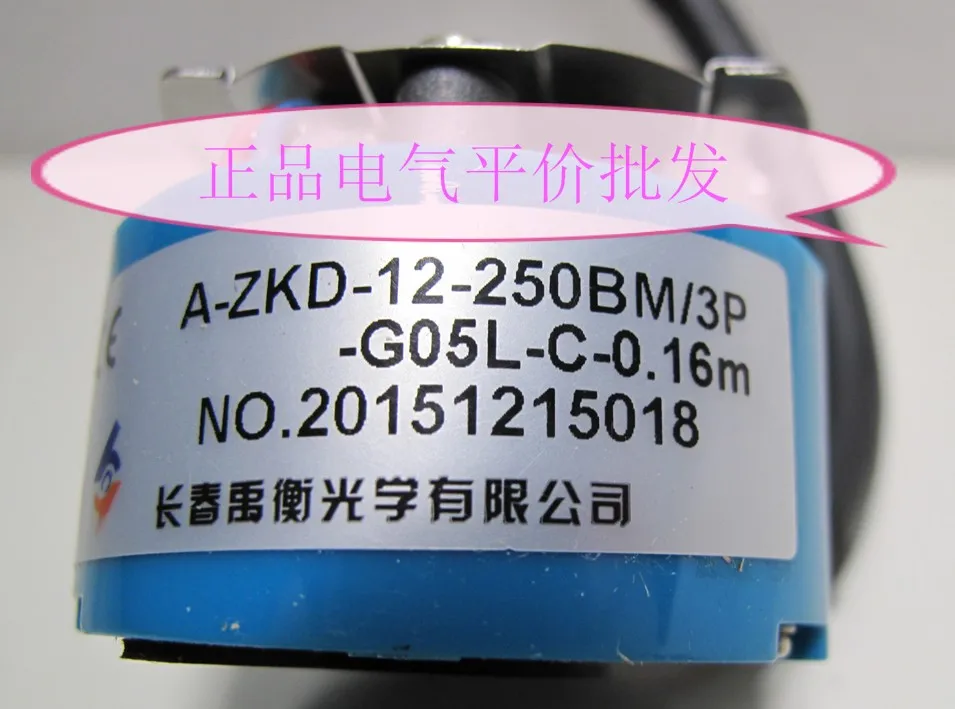 正品电气平价批发
A-ZKD-12-250BM/3P
-G05L-C-0.16m
CE
NO.20151215018
长春禹衡光学有限公司